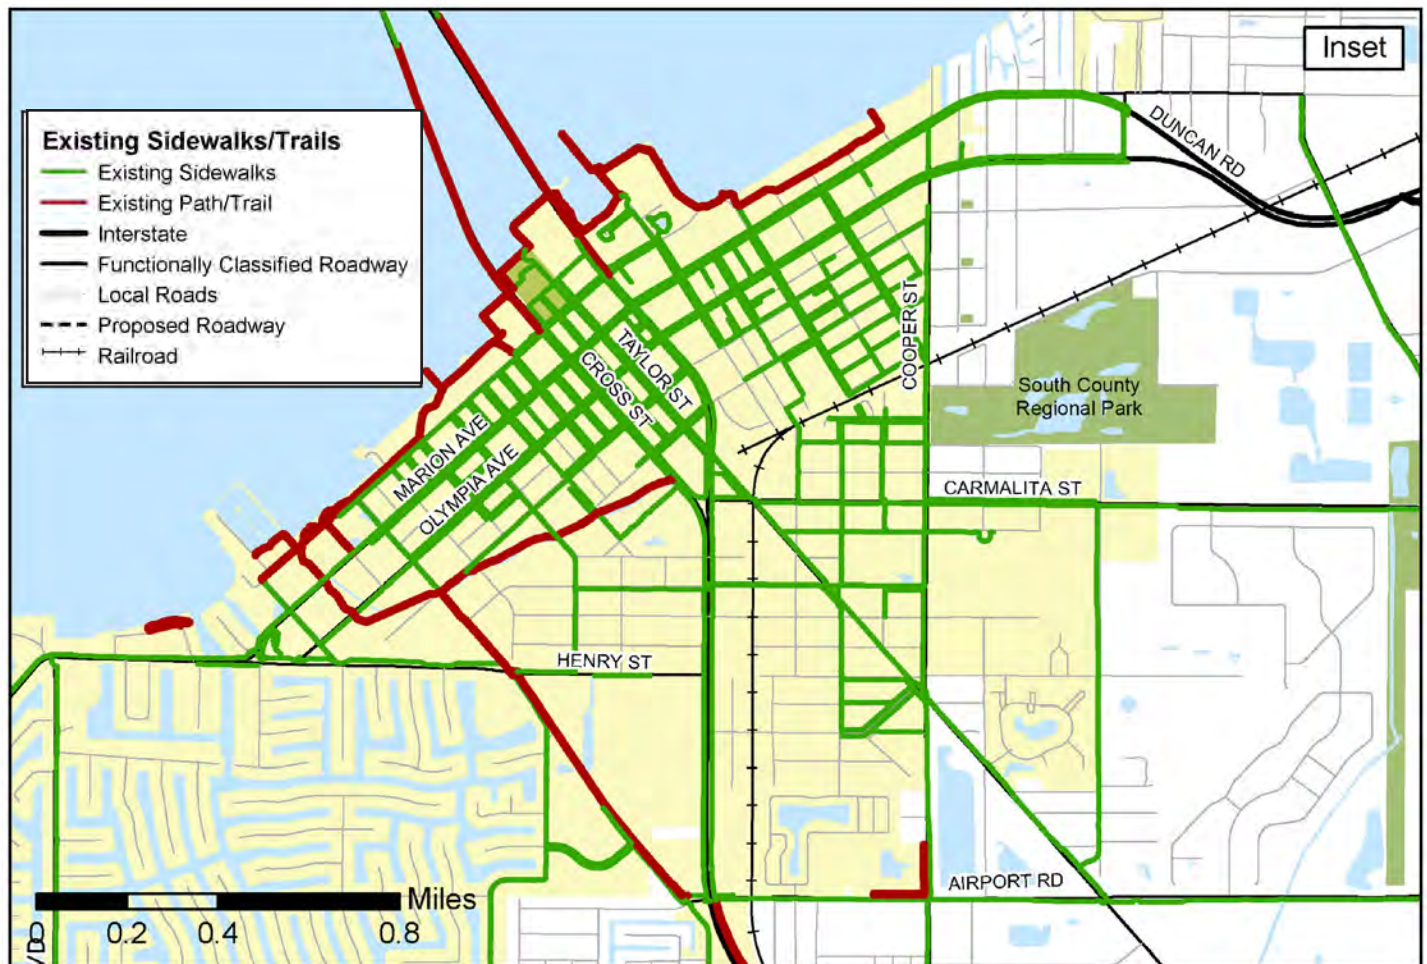 Inset
Existing Sidewalks/Trails
Existing Sidewalks
Existing Path/Trail
Interstate
Functionally Classified Roadway
Local Roads
Proposed Roadway
Railroad
DUNCAN RD
COOPER ST
TAYLOR ST
CROSS ST
South County
Regional Park
MARION AVE
OLYMPIA AVE
CARMALITA ST
HENRY ST
AIRPORT RD
Miles
0 0.2 0.4 0.8